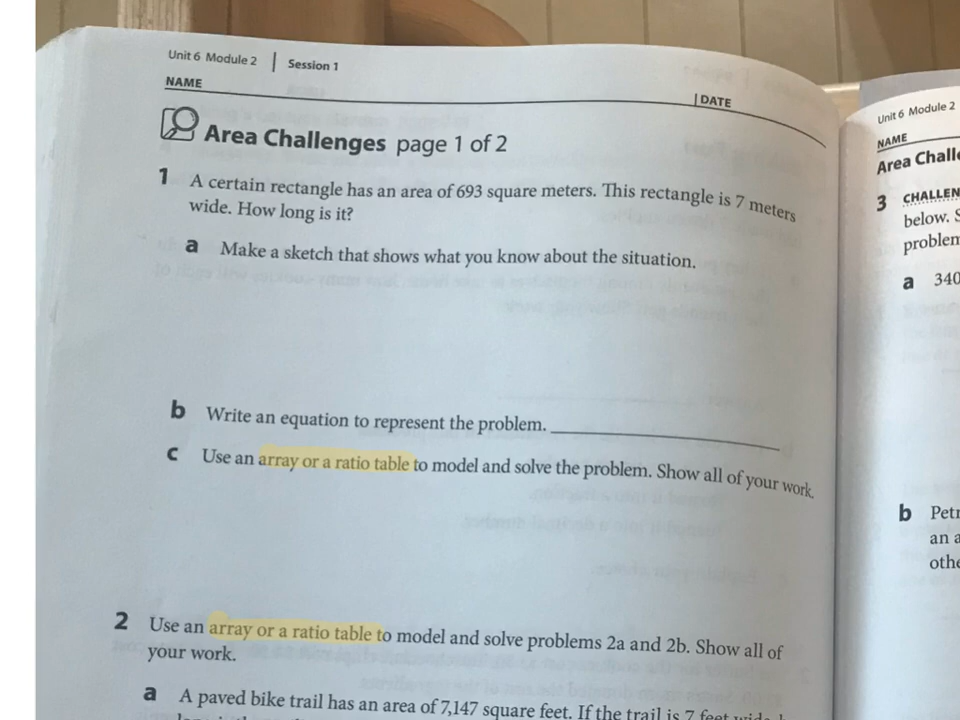 Unit 6 Module 2 | Session 1
NAME | DATE
Area Challenges page 1 of 2
1 A certain rectangle has an area of 693 square meters. This rectangle is 7 meters
wide. How long is it?
a Make a sketch that shows what you know about the situation.
b Write an equation to represent the problem.
c Use an array or a ratio table to model and solve the problem. Show all of your work.
2 Use an array or a ratio table to model and solve problems 2a and 2b. Show all of
your work.
a A paved bike trail has an area of 7,147 square feet. If the trail is 7 feet wide
Unit 6 Module 2
NAME
Area
3
below.
a 340
b
an